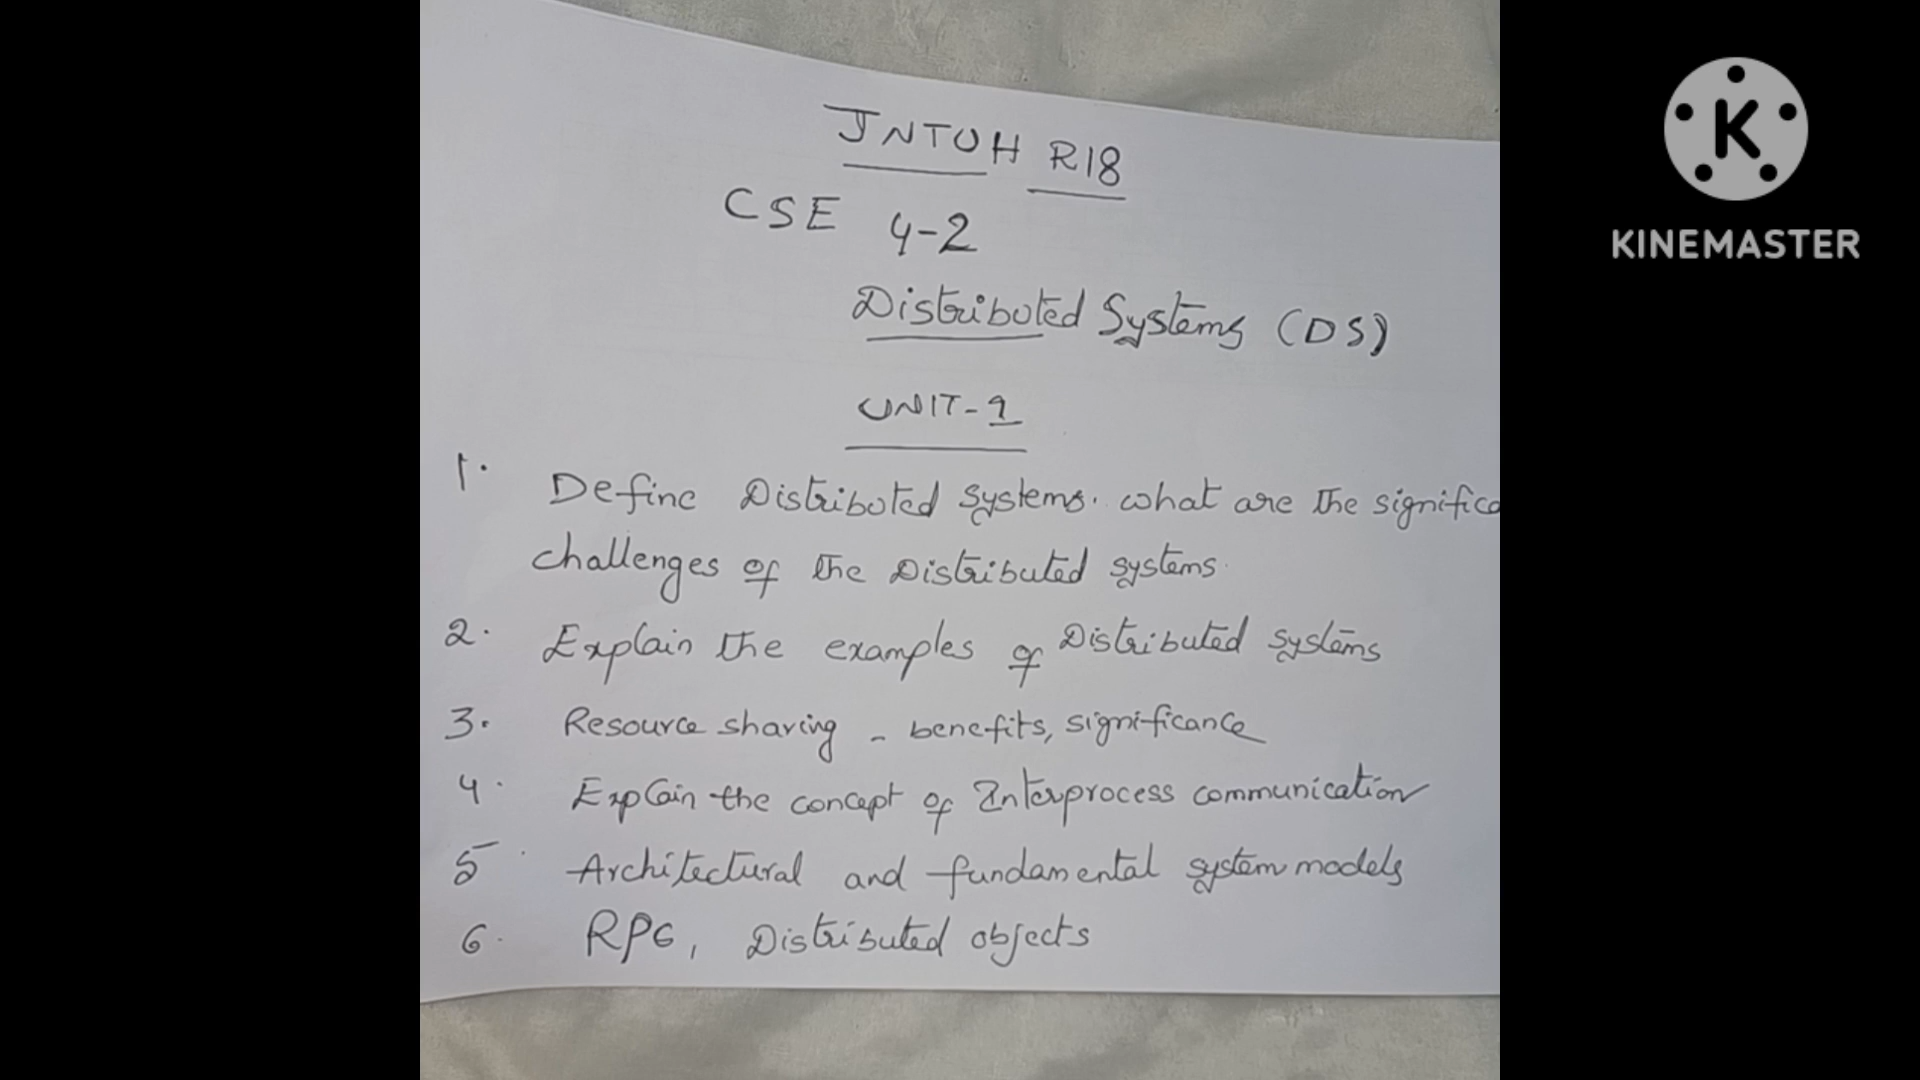 JNTUH R18
CSE 4-2
Distributed Systems (DS)
UNIT-1
1. Define Distributed Systems. what are the
challenges of the Distributed systems.
2. Explain the examples of Distributed systems
3. Resource sharing - benefits, significance
4. Explain the concept of Interprocess communication
5. Architectural and fundamental system models
6. Distributed objects
K
KINEMASTER